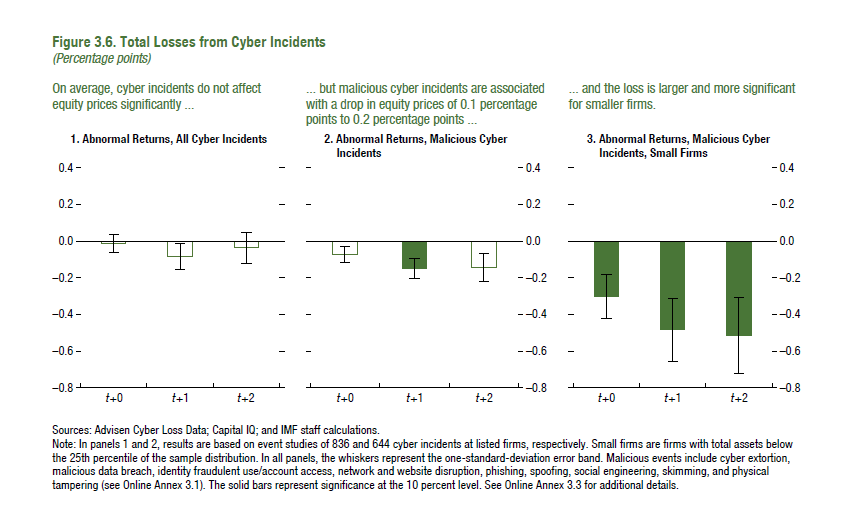 Figure 3.6. Total Losses from Cyber Incidents
(Percentage points)
On average, cyber incidents do not affect
equity prices significantly ...
... but malicious cyber incidents are associated
with a drop in equity prices of 0.1 percentage
points to 0.2 percentage points ...
... and the loss is larger and more significant
for smaller firms.
1. Abnormal Returns, All Cyber Incidents
0.4
0.2
0.0
–0.2
–0.4
–0.6
–0.8
t+0 t+1 t+2
2. Abnormal Returns, Malicious Cyber
Incidents
0.4
0.2
0.0
–0.2
–0.4
–0.6
–0.8
t+0 t+1 t+2
3. Abnormal Returns, Malicious Cyber
Incidents, Small Firms
0.4
0.2
0.0
–0.2
–0.4
–0.6
–0.8
t+0 t+1 t+2
Sources: Advisen Cyber Loss Data; Capital IQ; and IMF staff calculations.
Note: In panels 1 and 2, results are based on event studies of 836 and 644 cyber incidents at listed firms, respectively. Small firms are firms with total assets below
the 25th percentile of the sample distribution. In all panels, the whiskers represent the one-standard-deviation error band. Malicious events include cyber extortion,
malicious data breach, identity fraudulent use/account access, network and website disruption, phishing, spoofing, social engineering, skimming, and physical
tampering (see Online Annex 3.1). The solid bars represent significance at the 10 percent level. See Online Annex 3.3 for additional details.